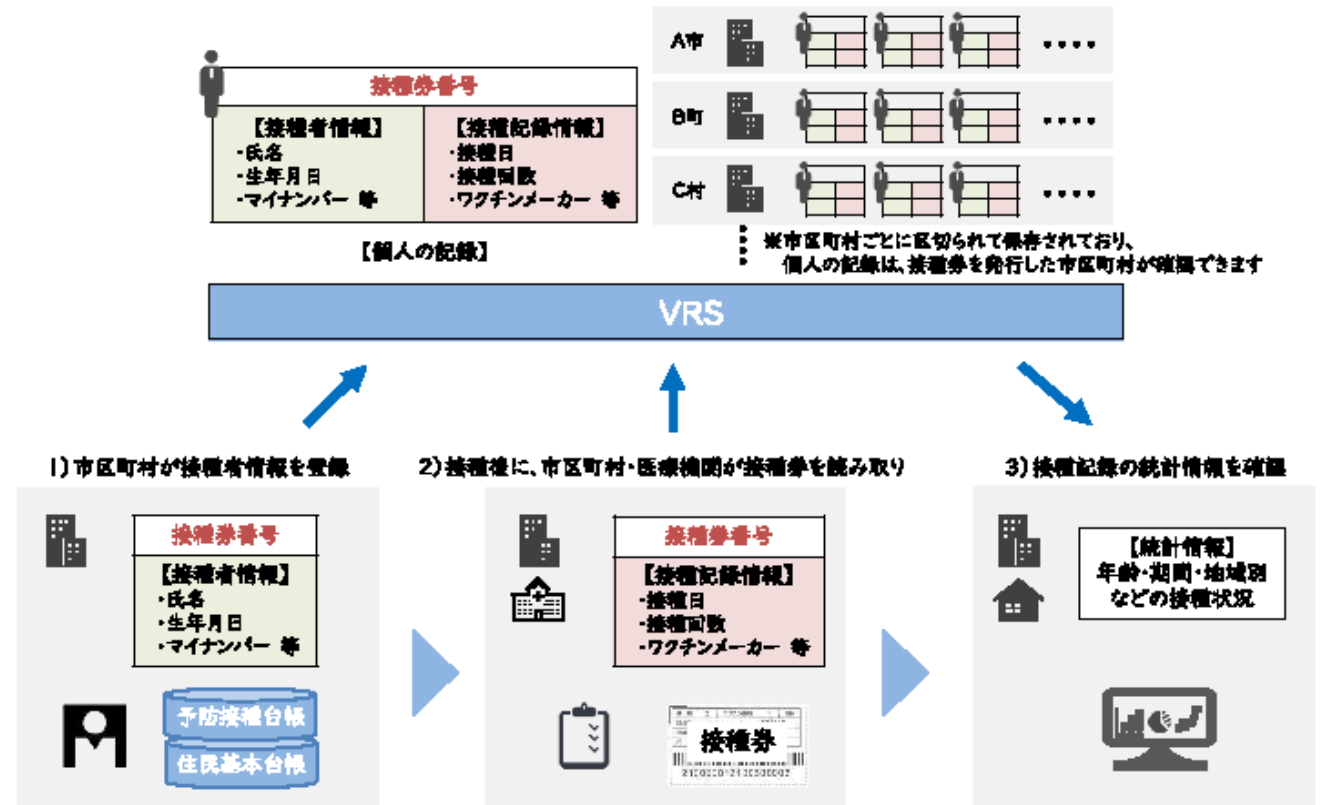 接種券番号
【接種者情報】
・氏名
・生年月日
・マイナンバー 等
【接種記録情報】
・接種日
・接種回数
・ワクチンメーカー 等
【個人の記録】
A市
B町
C村
※市区町村ごとに区切られて保存されており、
個人の記録は、接種券を発行した市区町村が確認できます
VRS
1)市区町村が接種者情報を登録
接種券番号
【接種者情報】
・氏名
・生年月日
・マイナンバー 等
予防接種台帳
住民基本台帳
2)接種後に、市区町村・医療機関が接種券を読み取り
接種券番号
【接種記録情報】
・接種日
・接種回数
・ワクチンメーカー 等
接種券
3)接種記録の統計情報を確認
【統計情報】
年齢・期間・地域別
などの接種状況